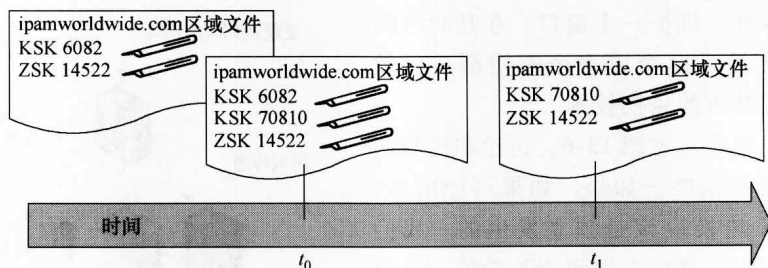 ipamworldwide.com区域文件
KSK 6082
ZSK 14522
ipamworldwide.com区域文件
KSK 6082
KSK 70810
ZSK 14522
ipamworldwide.com区域文件
KSK 70810
ZSK 14522
时间
t₀
t₁